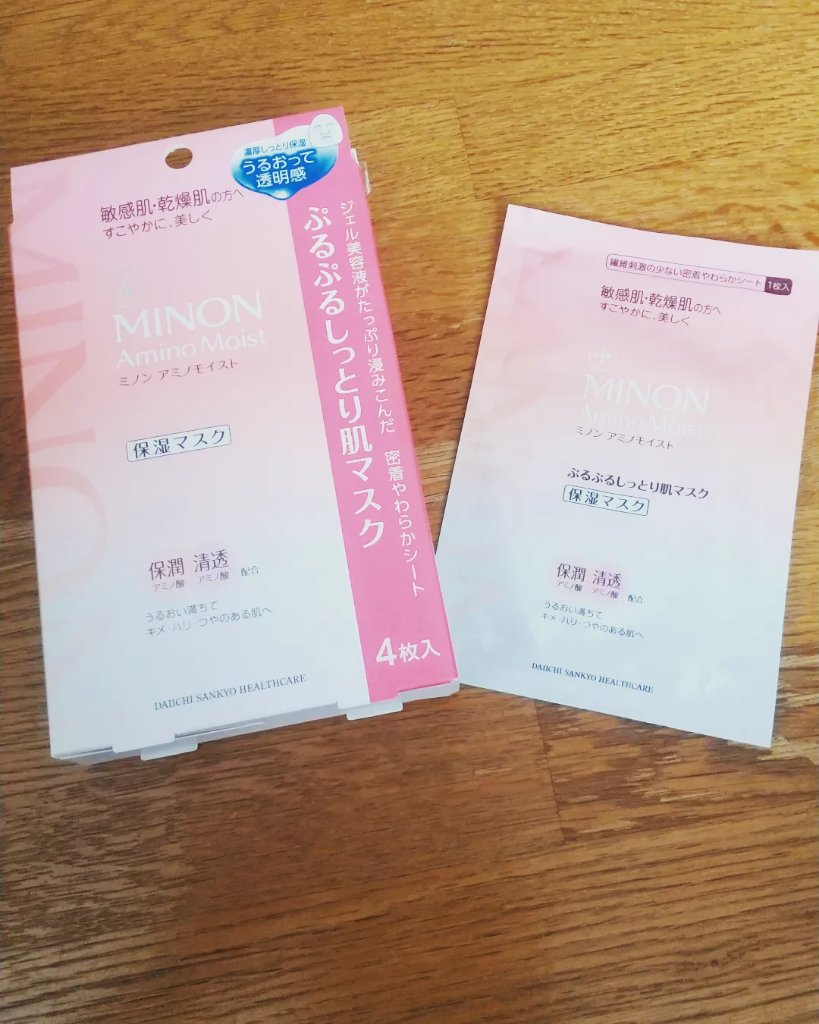 濃厚しっとり保湿
うるおって
透明感
敏感肌・乾燥肌の方へ
すこやかに、美しく
MINON
Amino Moist
ミノン アミノモイスト
保湿マスク
保潤 清透
アミノ酸 アミノ酸 配合
うるおい満ちて
キメ・ハリ・つやのある肌へ
DAIICHI SANKYO HEALTHCARE
ジェル美容液がたっぷり浸みこんだ 密着やわらかシート
ぷるぷるしっとり肌マスク
4枚入
MINON
繊維刺激の少ない密着やわらかシート 1枚入
敏感肌・乾燥肌の方へ
すこやかに、美しく
MINON
Amino Moist
ミノン アミノモイスト
ぷるぷるしっとり肌マスク
保湿マスク
保潤 清透
アミノ酸 アミノ酸 配合
うるおい満ちて
キメ・ハリ・つやのある肌へ
DAIICHI SANKYO HEALTHCARE